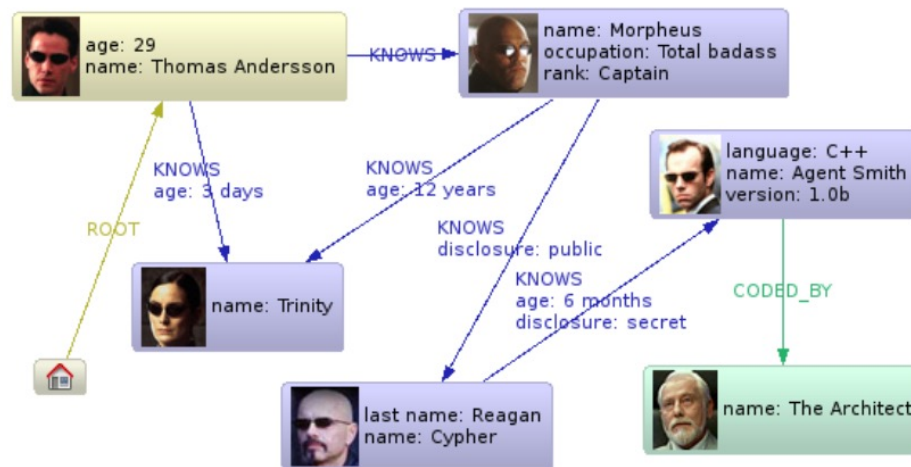 age: 29
name: Thomas Andersson
KNOWS
name: Morpheus
occupation: Total badass
rank: Captain
KNOWS
age: 3 days
KNOWS
age: 12 years
language: C++
name: Agent Smith
version: 1.0b
ROOT
KNOWS
disclosure: public
name: Trinity
KNOWS
age: 6 months
disclosure: secret
CODED_BY
last name: Reagan
name: Cypher
name: The Architect